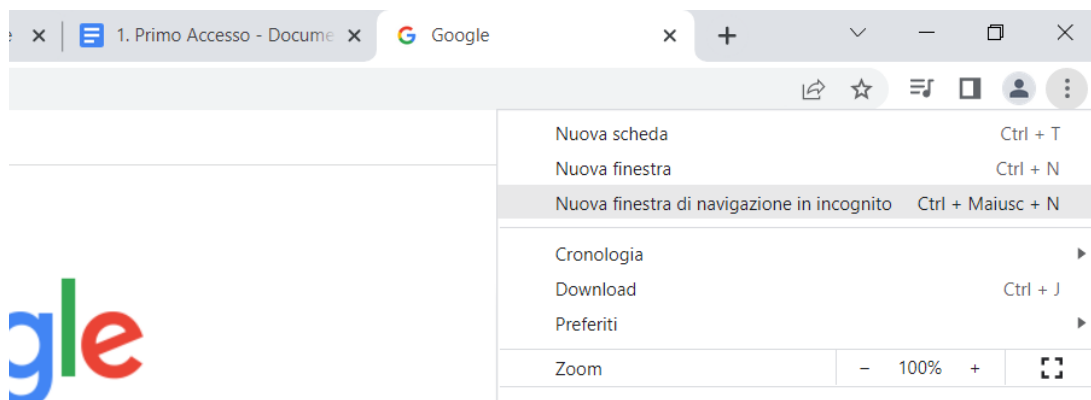 1. Primo Accesso - Docume
Google
Nuova scheda Ctrl + T
Nuova finestra Ctrl + N
Nuova finestra di navigazione in incognito Ctrl + Maiusc + N
Cronologia
Download Ctrl + J
Preferiti
Zoom - 100% +
gle